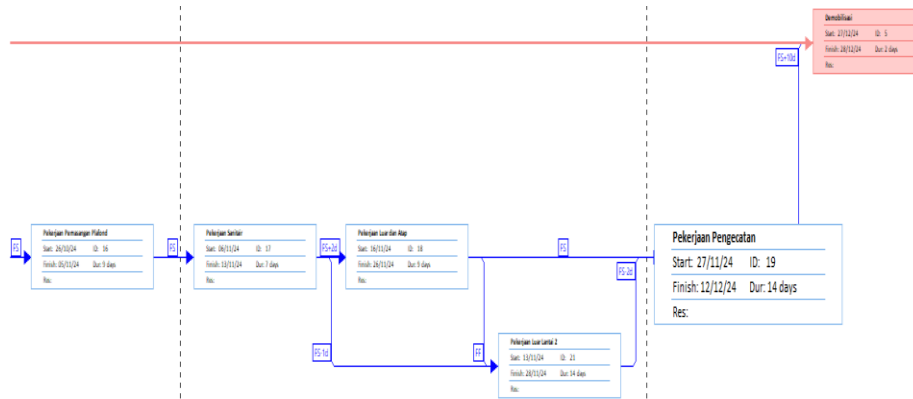 Demobilisasi
Start: 27/12/24 ID: 5
Finish: 28/12/24 Dur: 2 days
Res:
FS+10d
FS
Pekerjaan Pemasangan Plafond
Start: 26/10/24 ID: 16
Finish: 05/11/24 Dur: 9 days
Res:
FS
Pekerjaan Sanitair
Start: 06/11/24 ID: 17
Finish: 13/11/24 Dur: 7 days
Res:
FS+2d
Pekerjaan Luar dan Atap
Start: 16/11/24 ID: 18
Finish: 26/11/24 Dur: 9 days
Res:
FS
FS-2d
Pekerjaan Pengecatan
Start: 27/11/24 ID: 19
Finish: 12/12/24 Dur: 14 days
Res:
FS-1d
FF
Pekerjaan Luar Lantai 2
Start: 13/11/24 ID: 21
Finish: 28/11/24 Dur: 14 days
Res: